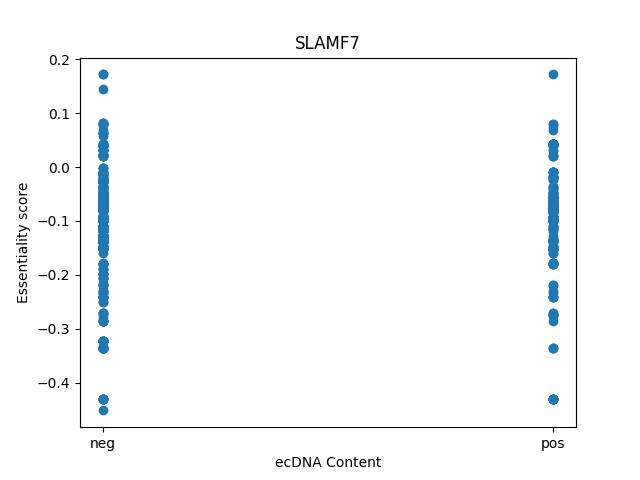 SLAMF7
0.2
0.1
0.0
−0.1
−0.2
−0.3
−0.4
Essentiality score
neg
pos
ecDNA Content